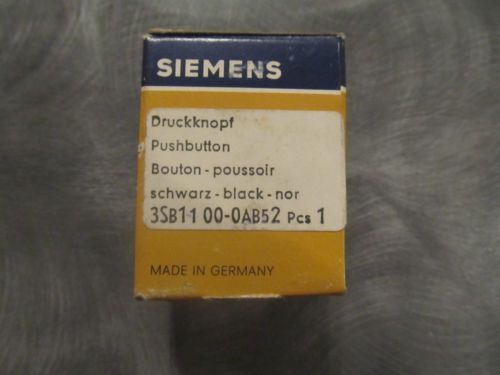 SIEMENS
Druckknopf
Pushbutton
Bouton - poussoir
schwarz - black - nor
3SB11 00-0AB52 Pcs 1
MADE IN GERMANY